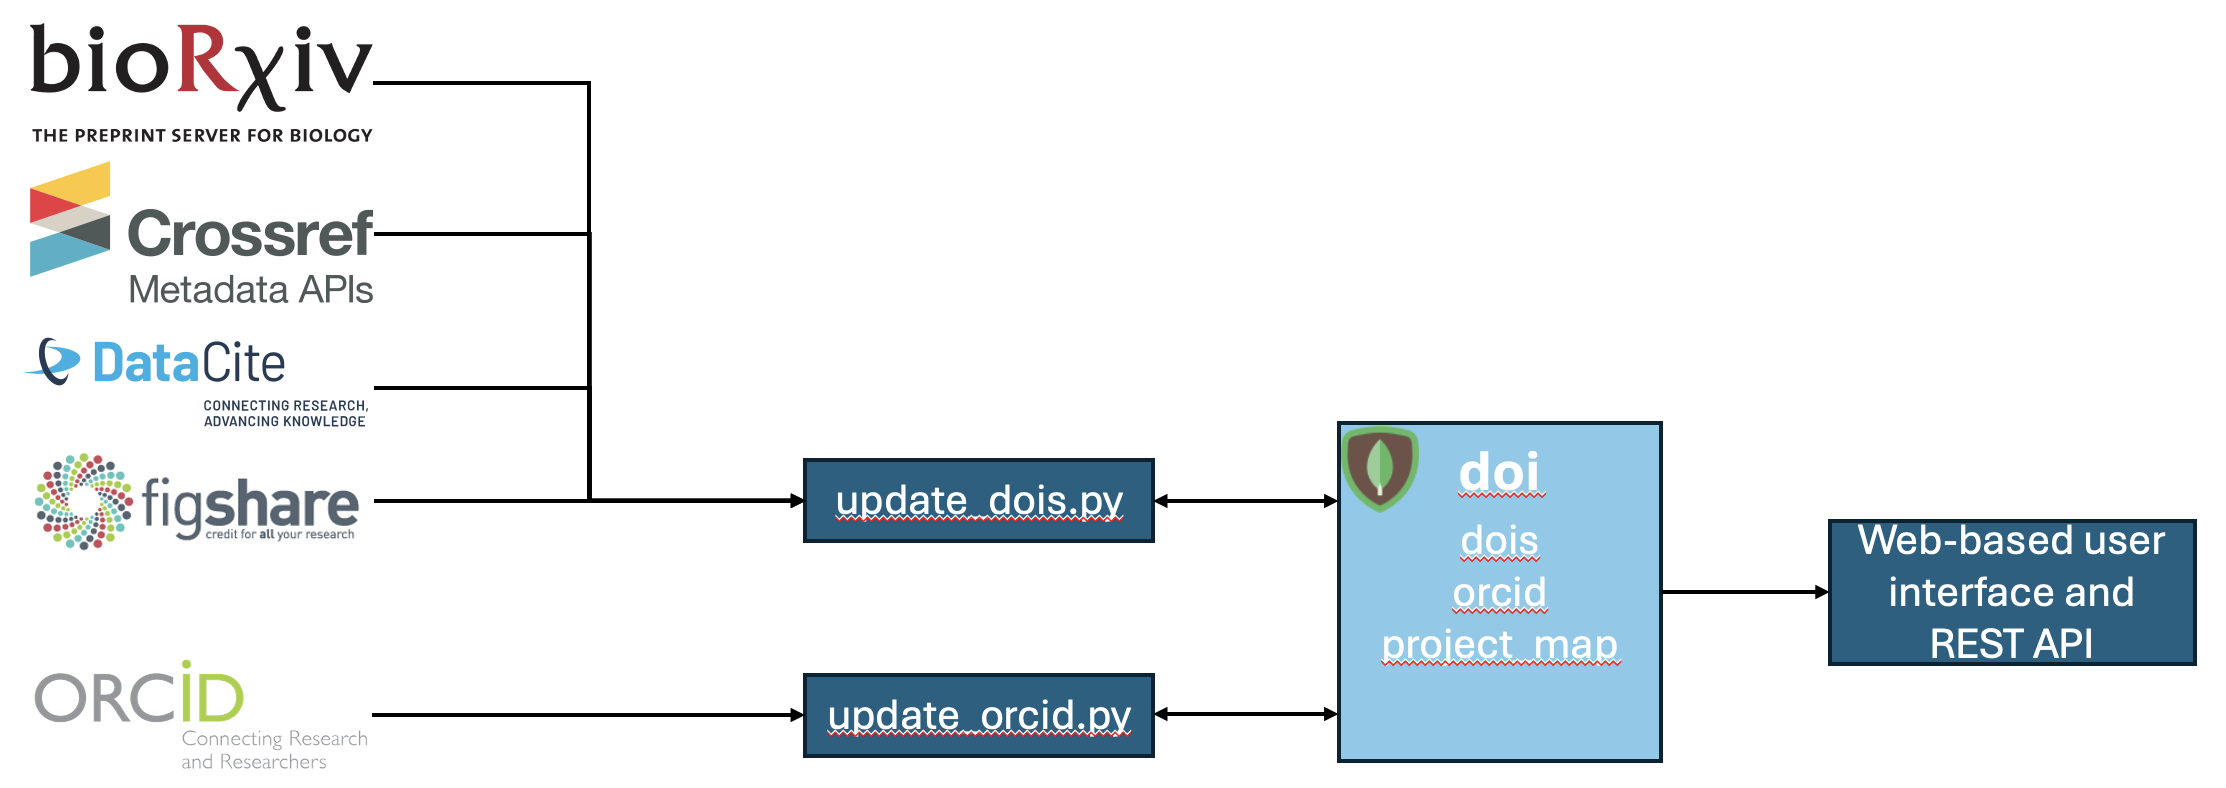 bioRχiv
THE PREPRINT SERVER FOR BIOLOGY
Crossref
Metadata APIs
DataCite
CONNECTING RESEARCH,
ADVANCING KNOWLEDGE
figshare
credit for all your research
ORCID
Connecting Research
and Researchers
update_dois.py
update_orcid.py
doi
dois
orcid
project_map
Web-based user
interface and
REST API